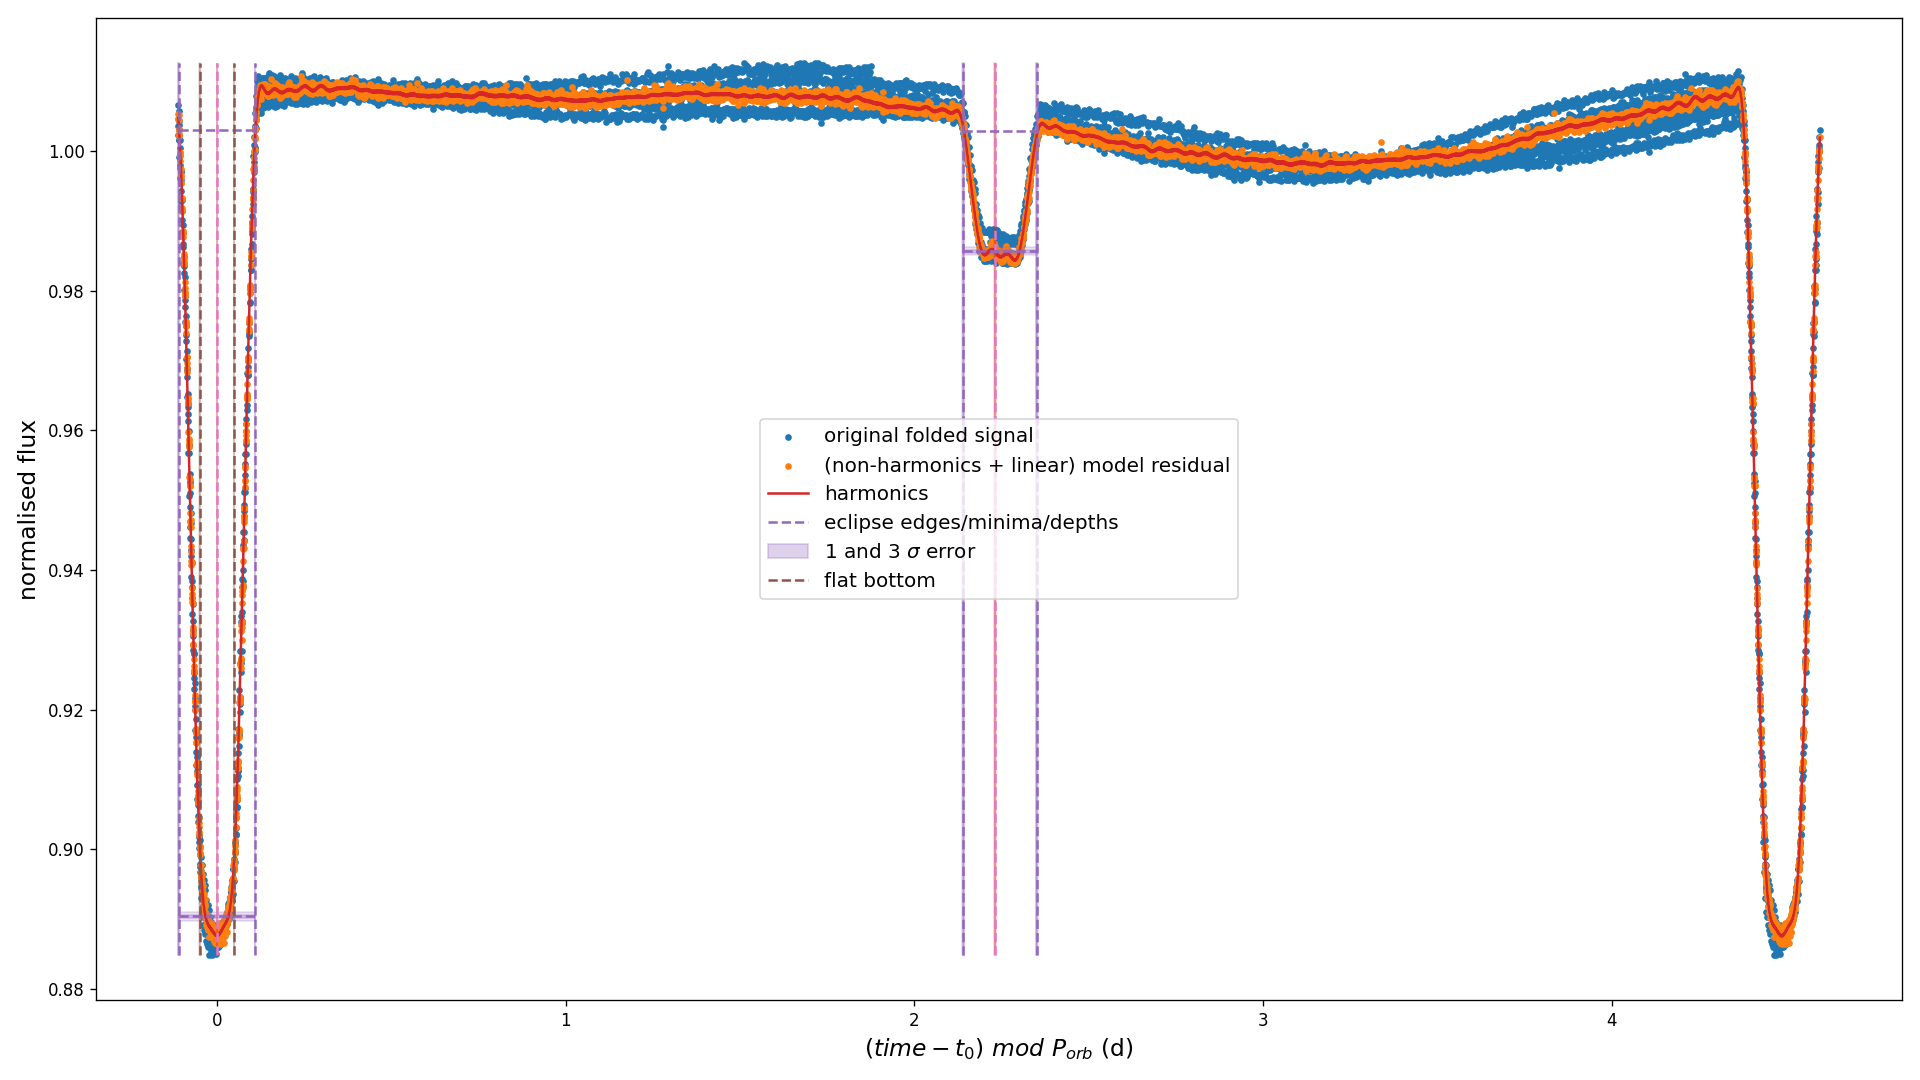 normalised flux
1.00
0.98
0.96
0.94
0.92
0.90
0.88
original folded signal
(non-harmonics + linear) model residual
harmonics
eclipse edges/minima/depths
1 and 3 σ error
flat bottom
0 1 2 3 4
(time − t₀) mod P_orb (d)